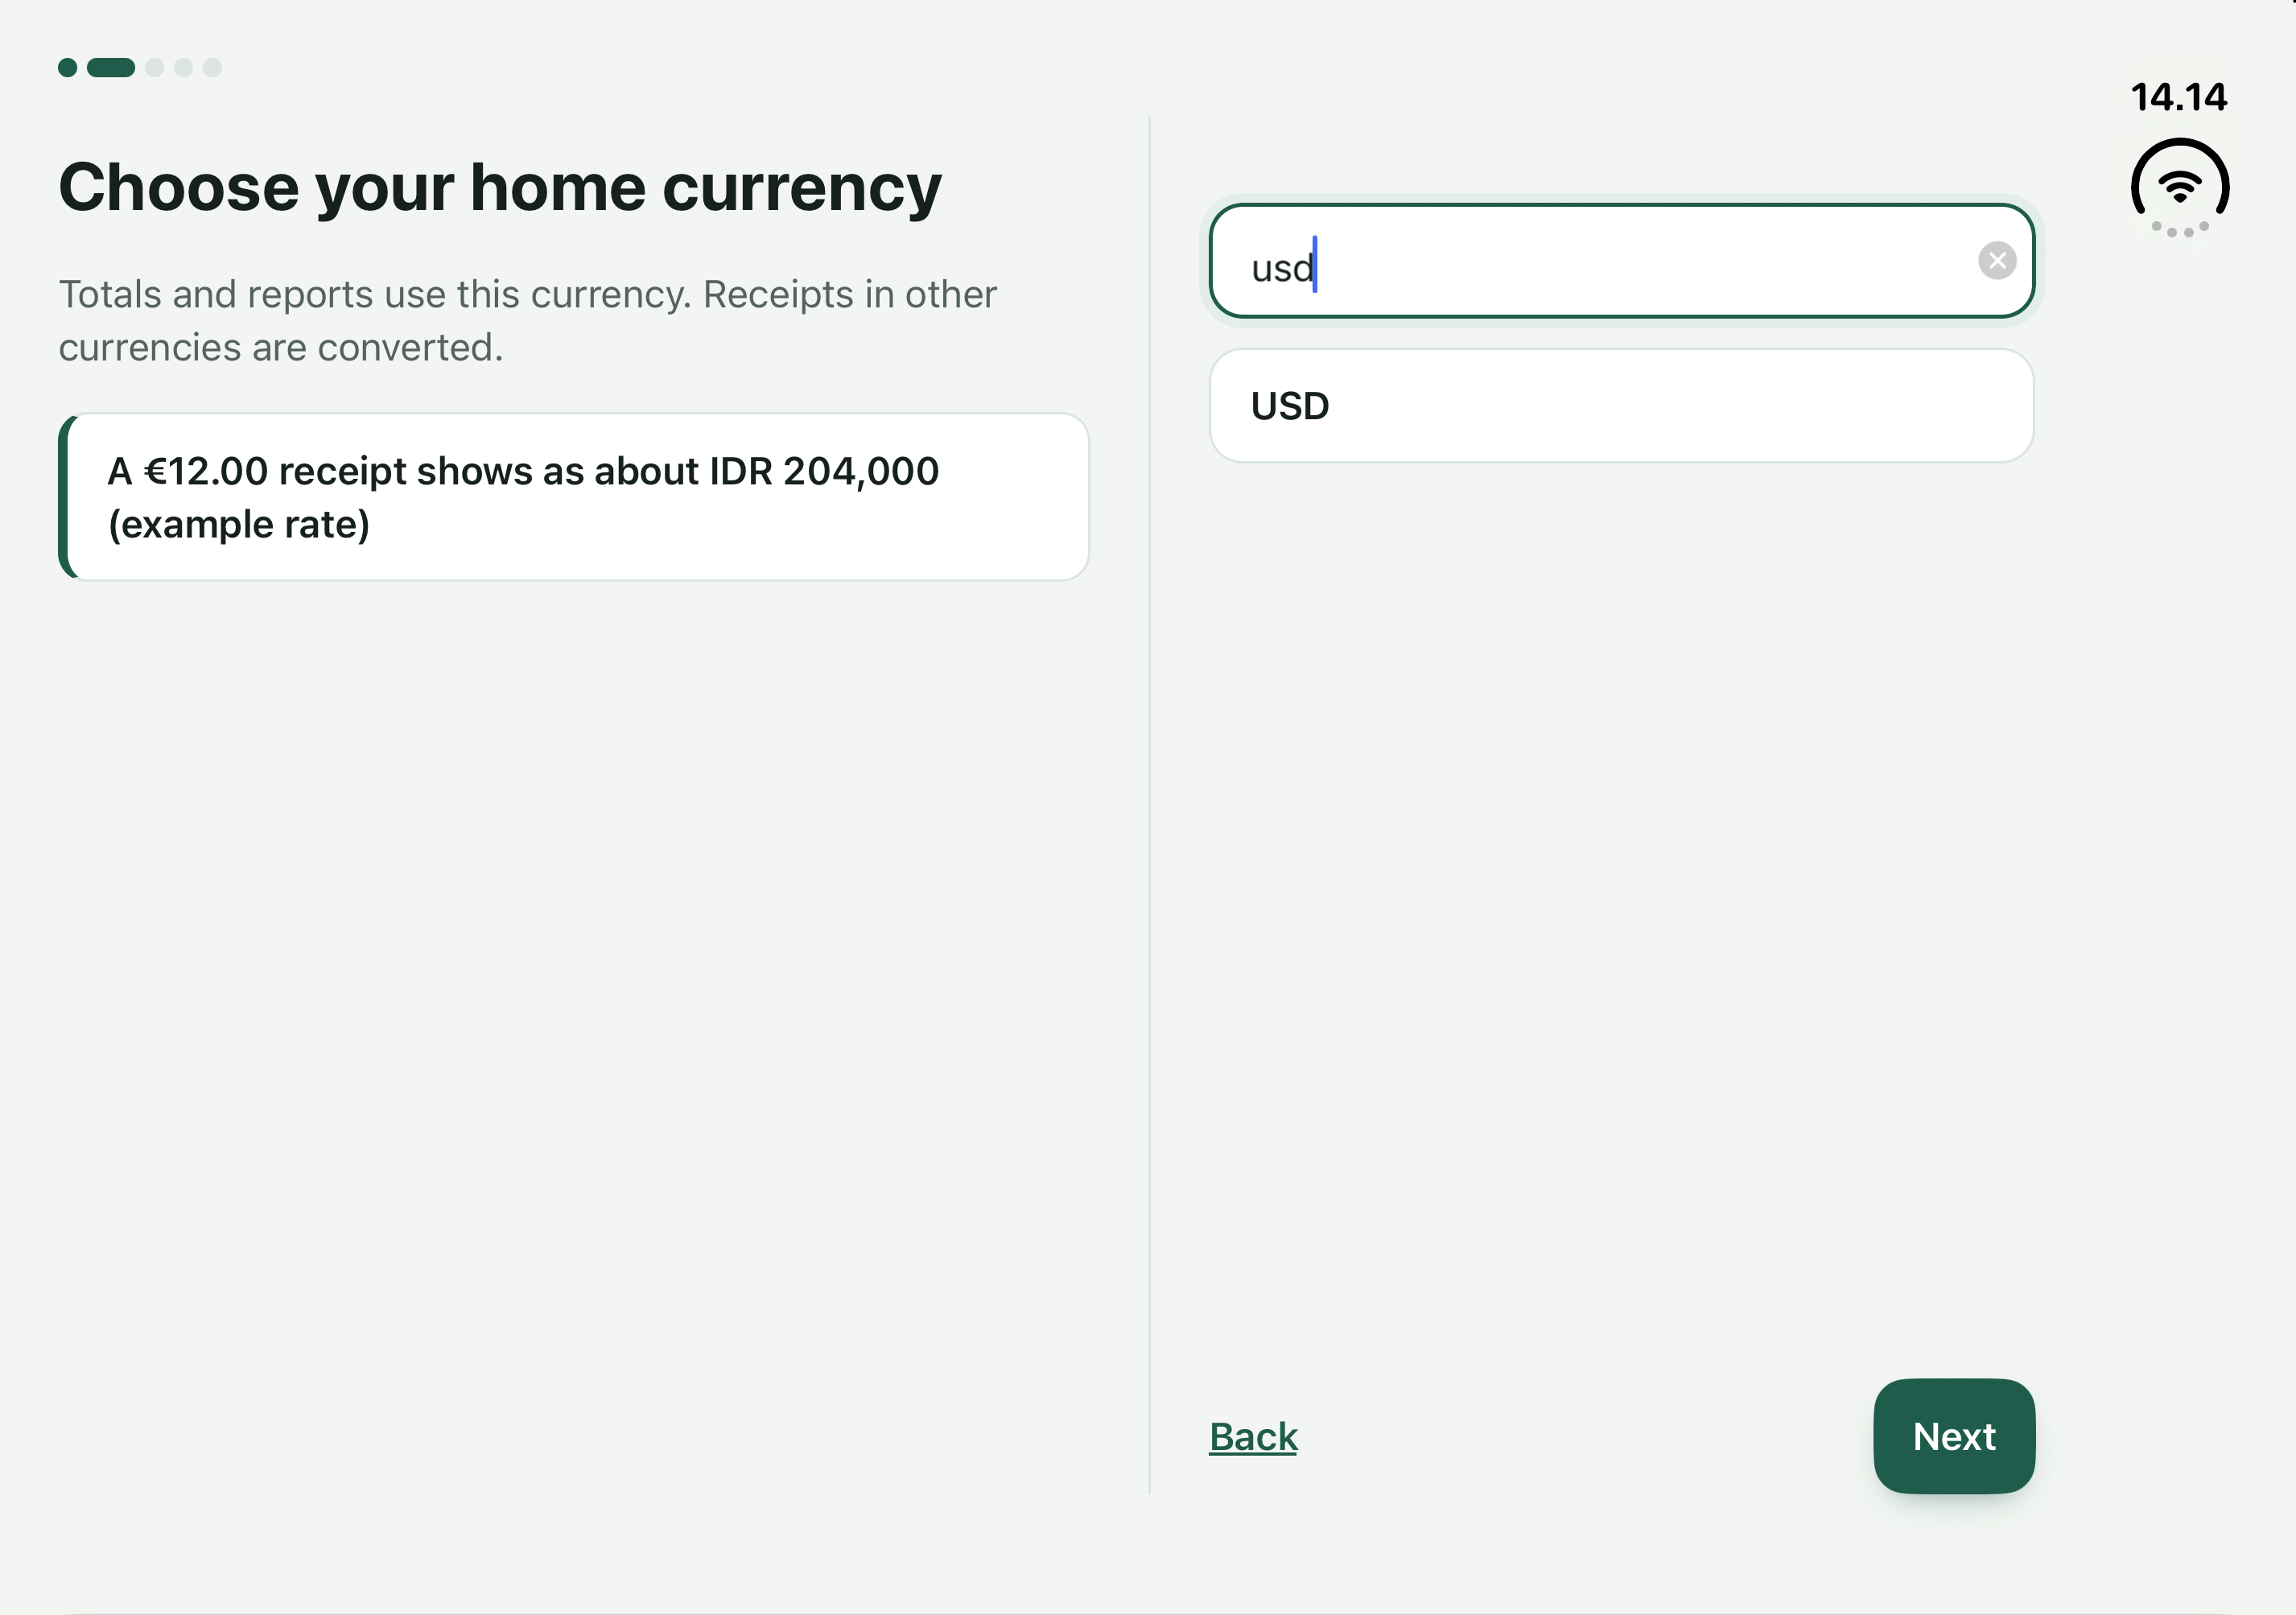 14.14
Choose your home currency
Totals and reports use this currency. Receipts in other
currencies are converted.
A €12.00 receipt shows as about IDR 204,000
(example rate)
usd
USD
Back
Next